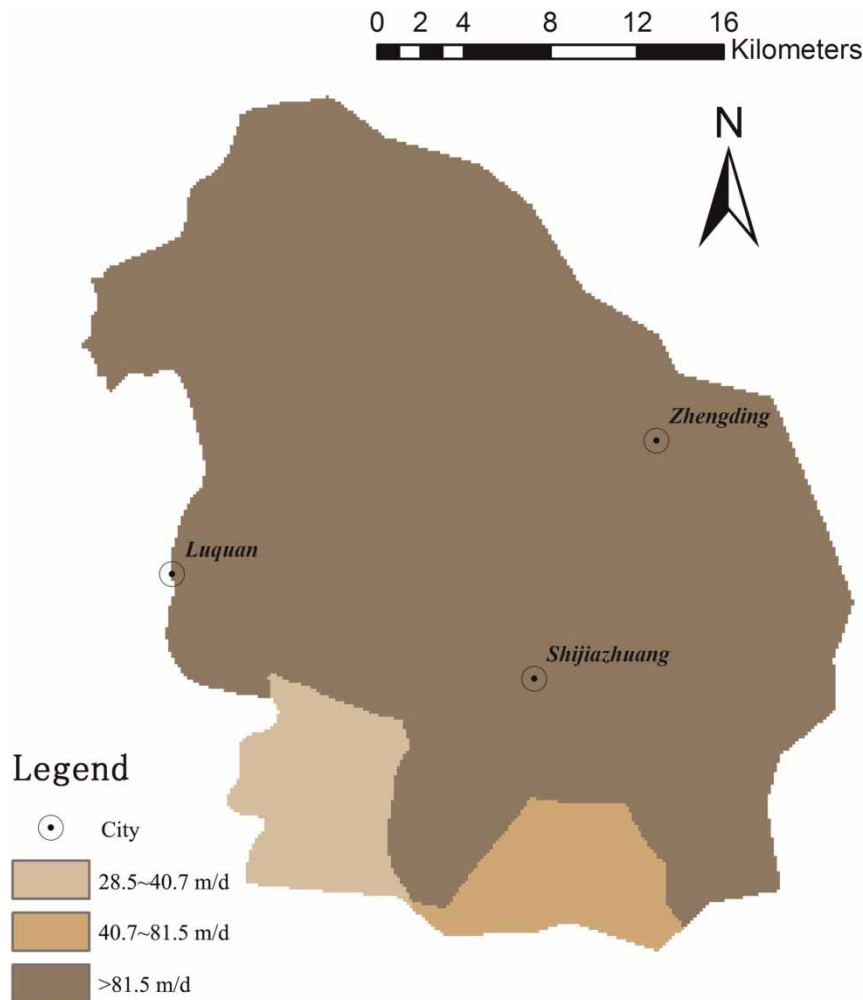 0 2 4 8 12 16
Kilometers
N
Zhengding
Luquan
Shijiazhuang
Legend
City
28.5~40.7 m/d
40.7~81.5 m/d
>81.5 m/d